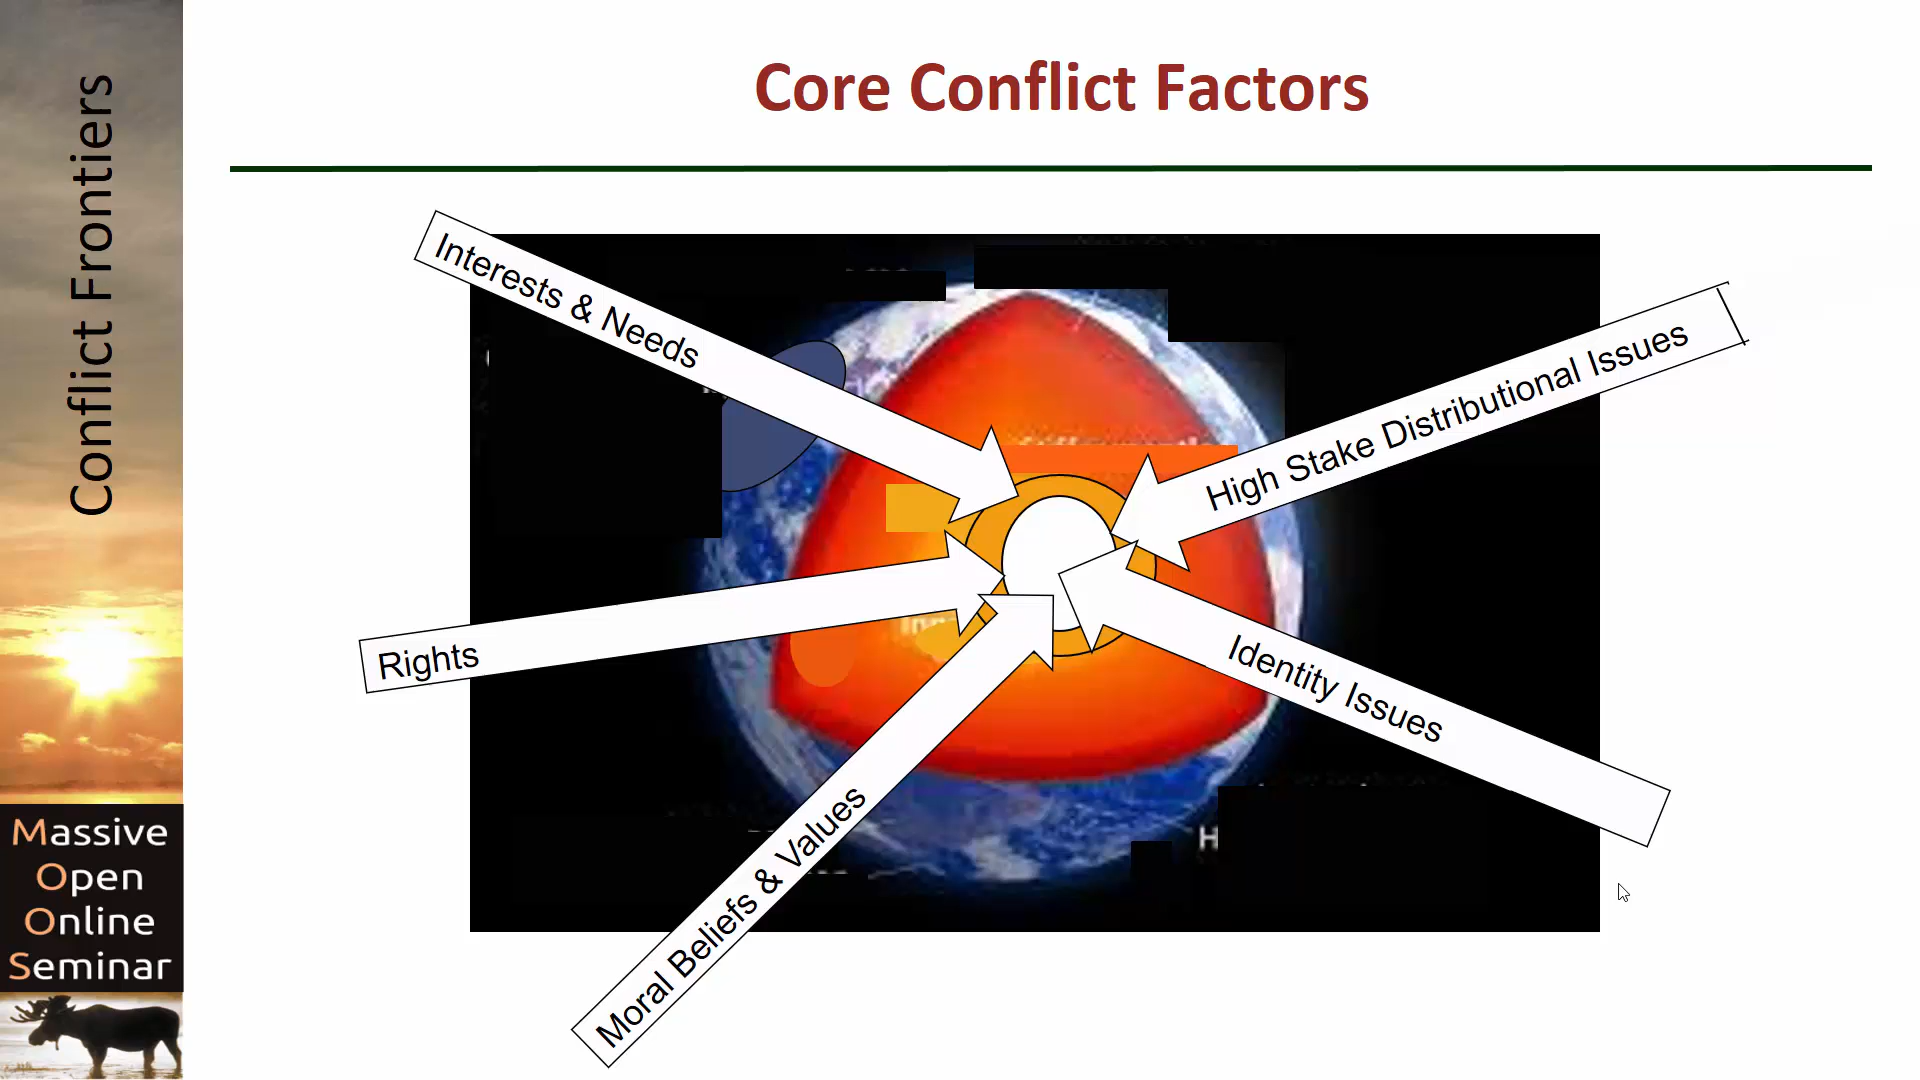 Core Conflict Factors
Conflict Frontiers
Interests & Needs
High Stake Distributional Issues
Rights
Identity Issues
Moral Beliefs & Values
H
Massive
Open
Online
Seminar